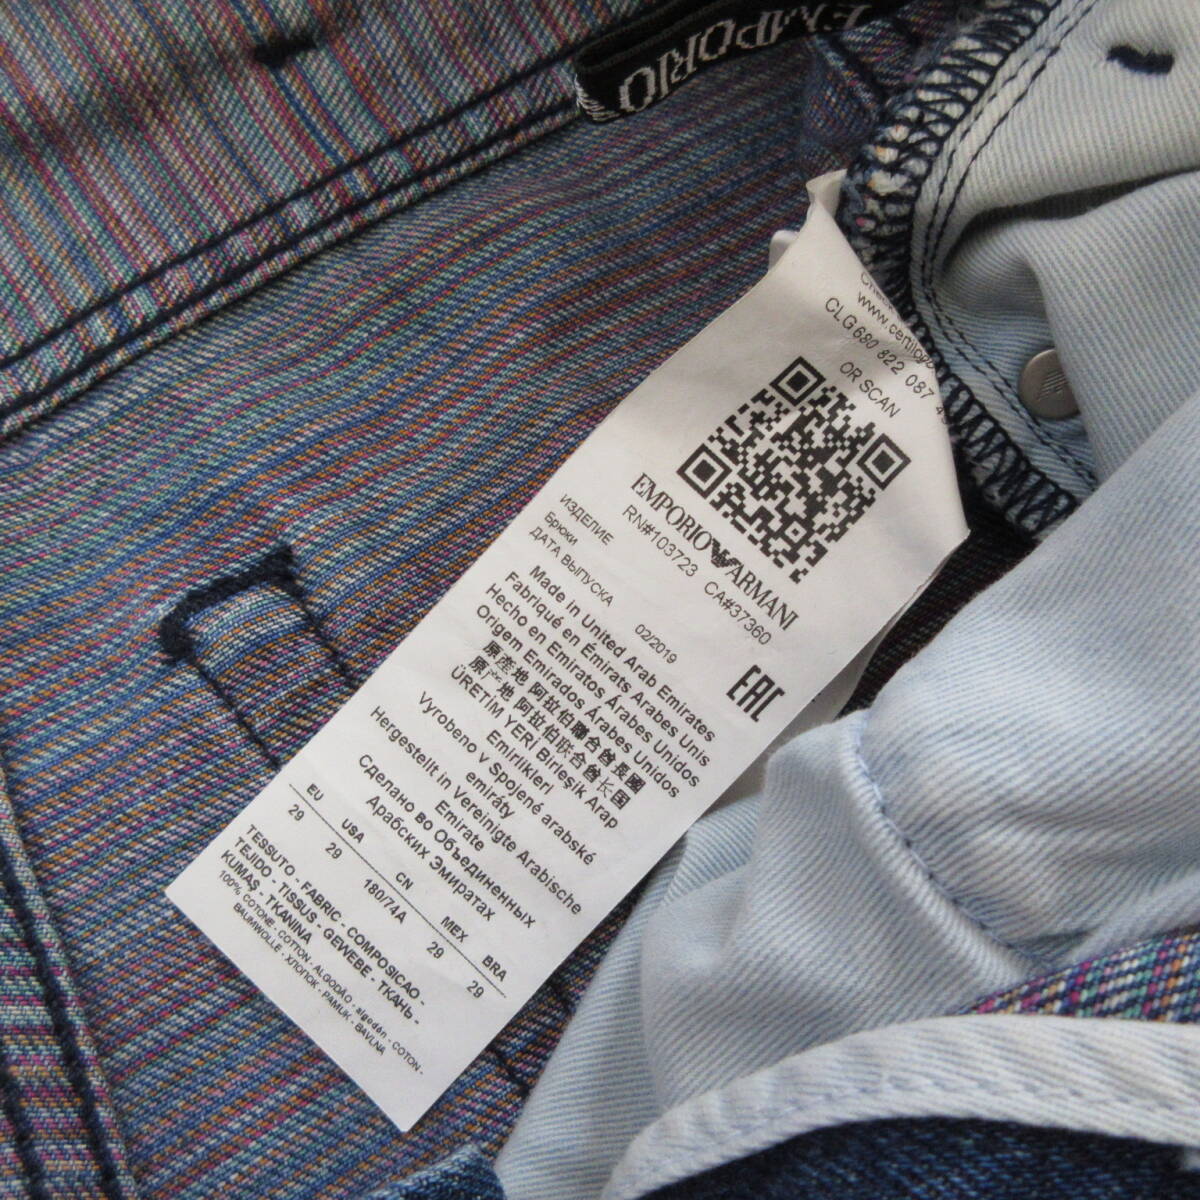 EMPORIO
www.certilogo
CLG680 822 087
OR SCAN
EMPORIO ARMANI
RN#103723 CA#37360
ИЗДЕЛИЕ
Брюки
ДАТА ВЫПУСКА 02/2019
EAC
Made in United Arab Emirates
Fabriqué en Émirats Arabes Unis
Hecho en Emiratos Árabes Unidos
Origem Emirados Árabes Unidos
原產地 阿拉伯聯合酋長國
原产地 阿拉伯联合酋长国
ÜRETİM YERİ Birleşik Arap
Emirlikleri
Vyrobeno v Spojené arabské
emiráty
Hergestellt in Vereinigte Arabische
Emirate
Сделано во Объединенных
Арабских Эмиратах
EU USA CN MEX BRA
29 29 180/74A 29 29
TESSUTO - FABRIC - COMPOSICAO -
TEJIDO - TISSUS - GEWEBE - ТКАНЬ -
KUMAŞ - TKANINA
100% COTONE - COTTON - ALGODÃO - algodón - COTON -
BAUMWOLLE - ХЛОПОК - PAMUK - BAVLNA